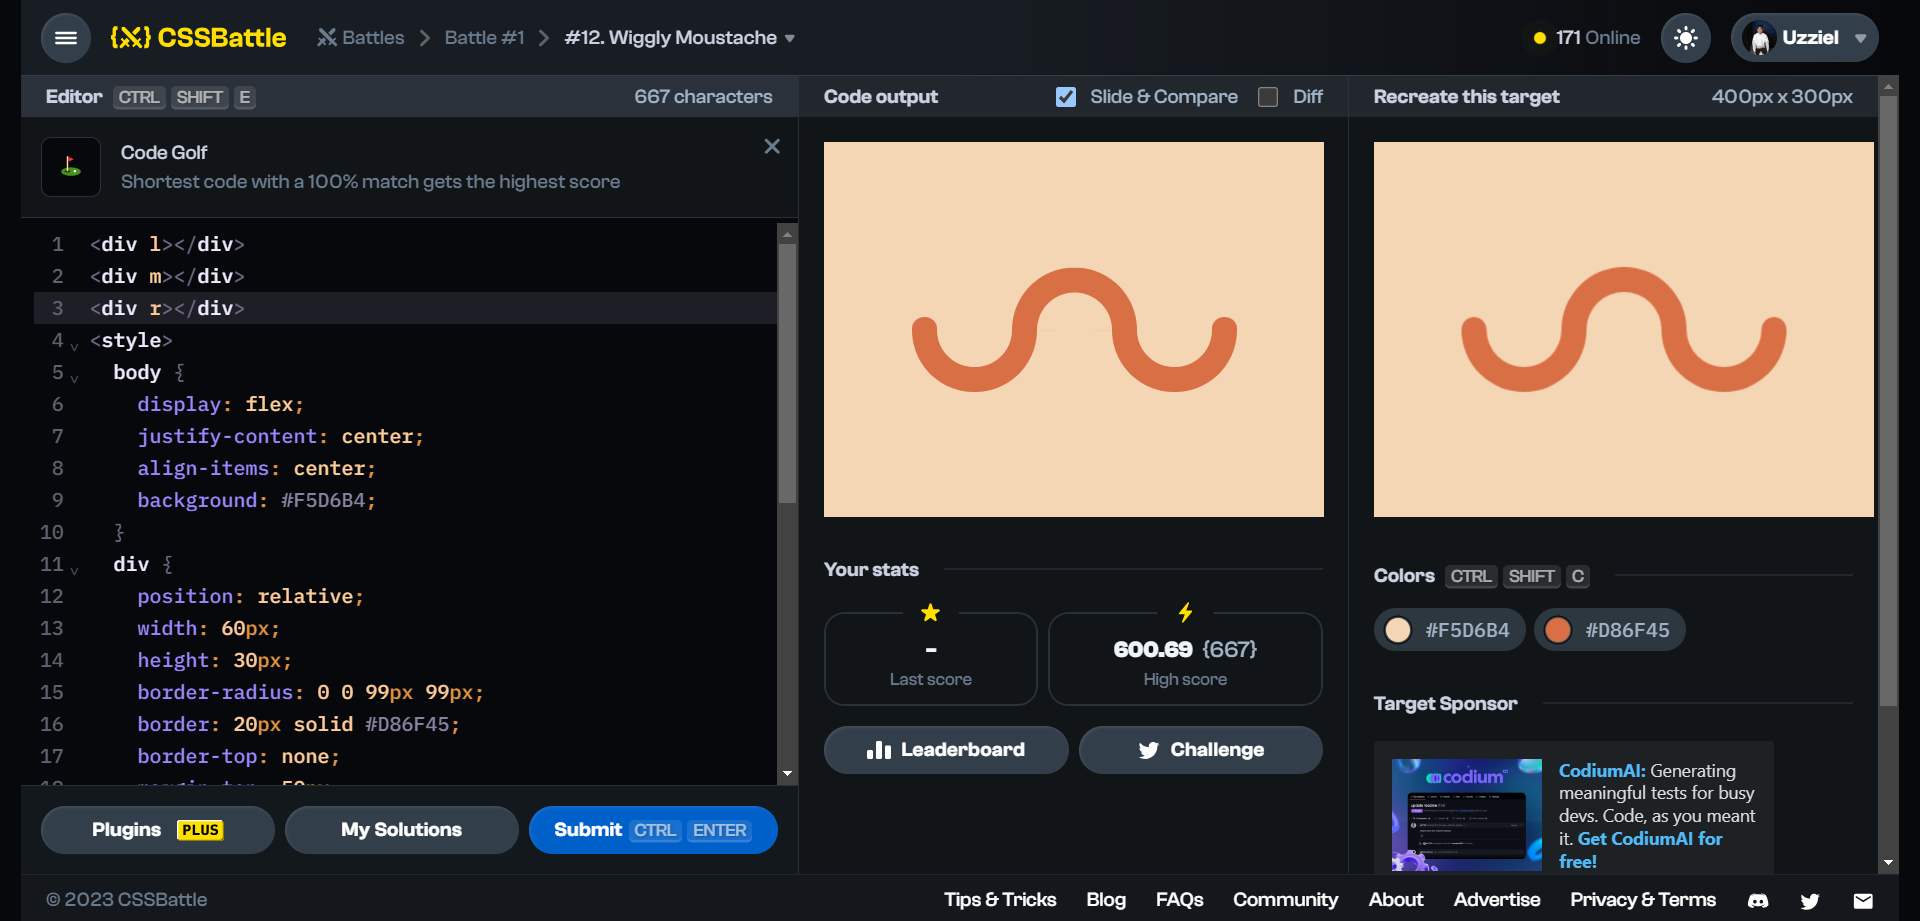 {X} CSSBattle
Battles > Battle #1 > #12. Wiggly Moustache
171 Online
Uzziel
Editor CTRL SHIFT E
667 characters
Code Golf
Shortest code with a 100% match gets the highest score
1 <div l></div>
2 <div m></div>
3 <div r></div>
4 <style>
5 body {
6 display: flex;
7 justify-content: center;
8 align-items: center;
9 background: #F5D6B4;
10 }
11 div {
12 position: relative;
13 width: 60px;
14 height: 30px;
15 border-radius: 0 0 99px 99px;
16 border: 20px solid #D86F45;
17 border-top: none;
Plugins PLUS
My Solutions
Submit CTRL ENTER
Code output
Slide & Compare
Diff
Your stats
-
Last score
600.69 {667}
High score
Leaderboard
Challenge
Recreate this target
400px x 300px
Colors CTRL SHIFT C
#F5D6B4
#D86F45
Target Sponsor
codium
CodiumAI: Generating
meaningful tests for busy
devs. Code, as you meant
it. Get CodiumAI for
free!
© 2023 CSSBattle
Tips & Tricks
Blog
FAQs
Community
About
Advertise
Privacy & Terms